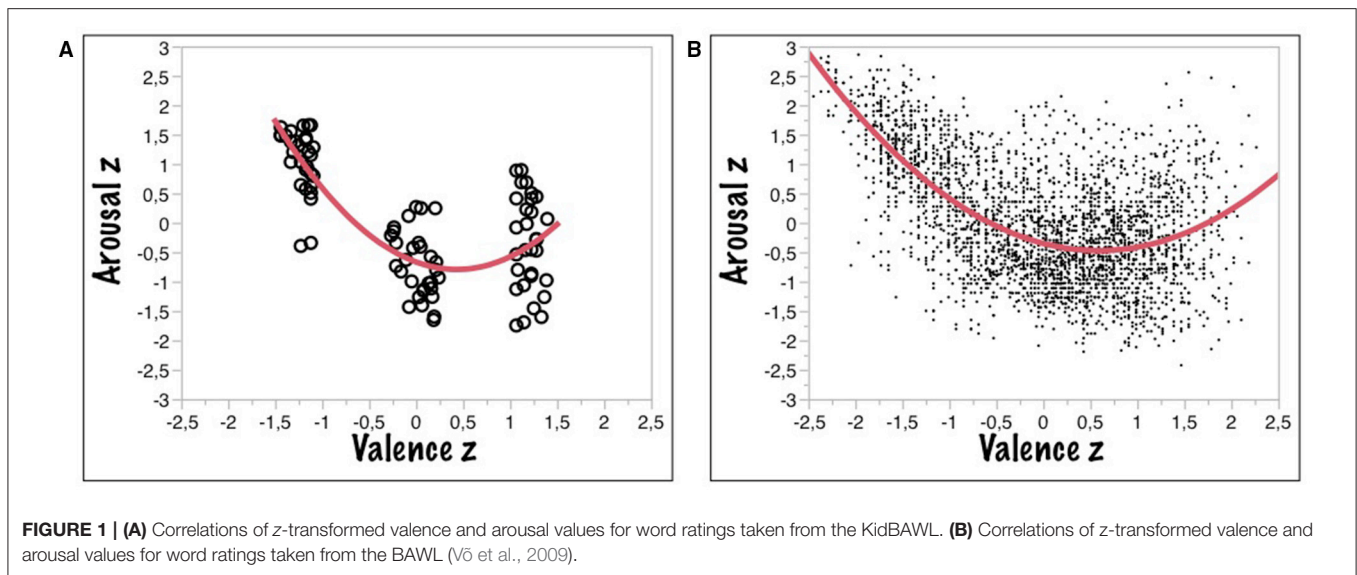 A
3
2,5
2
1,5
1
0,5
0
-0,5
-1
-1,5
-2
-2,5
-3
Arousal z
-2,5 -2 -1,5 -1 -0,5 0 0,5 1 1,5 2 2,5
Valence z
B
3
2,5
2
1,5
1
0,5
0
-0,5
-1
-1,5
-2
-2,5
-3
Arousal z
-2,5 -2 -1,5 -1 -0,5 0 0,5 1 1,5 2 2,5
Valence z
FIGURE 1 | (A) Correlations of z-transformed valence and arousal values for word ratings taken from the KidBAWL. (B) Correlations of z-transformed valence and
arousal values for word ratings taken from the BAWL (Võ et al., 2009).